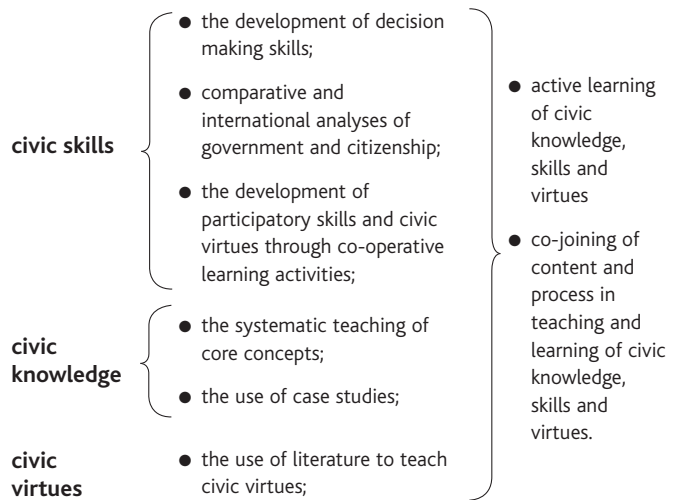 civic skills
● the development of decision
making skills;
● comparative and
international analyses of
government and citizenship;
● the development of
participatory skills and civic
virtues through co-operative
learning activities;
civic
knowledge
● the systematic teaching of
core concepts;
● the use of case studies;
civic
virtues
● the use of literature to teach
civic virtues;
● active learning
of civic
knowledge,
skills and
virtues
● co-joining of
content and
process in
teaching and
learning of civic
knowledge,
skills and
virtues.